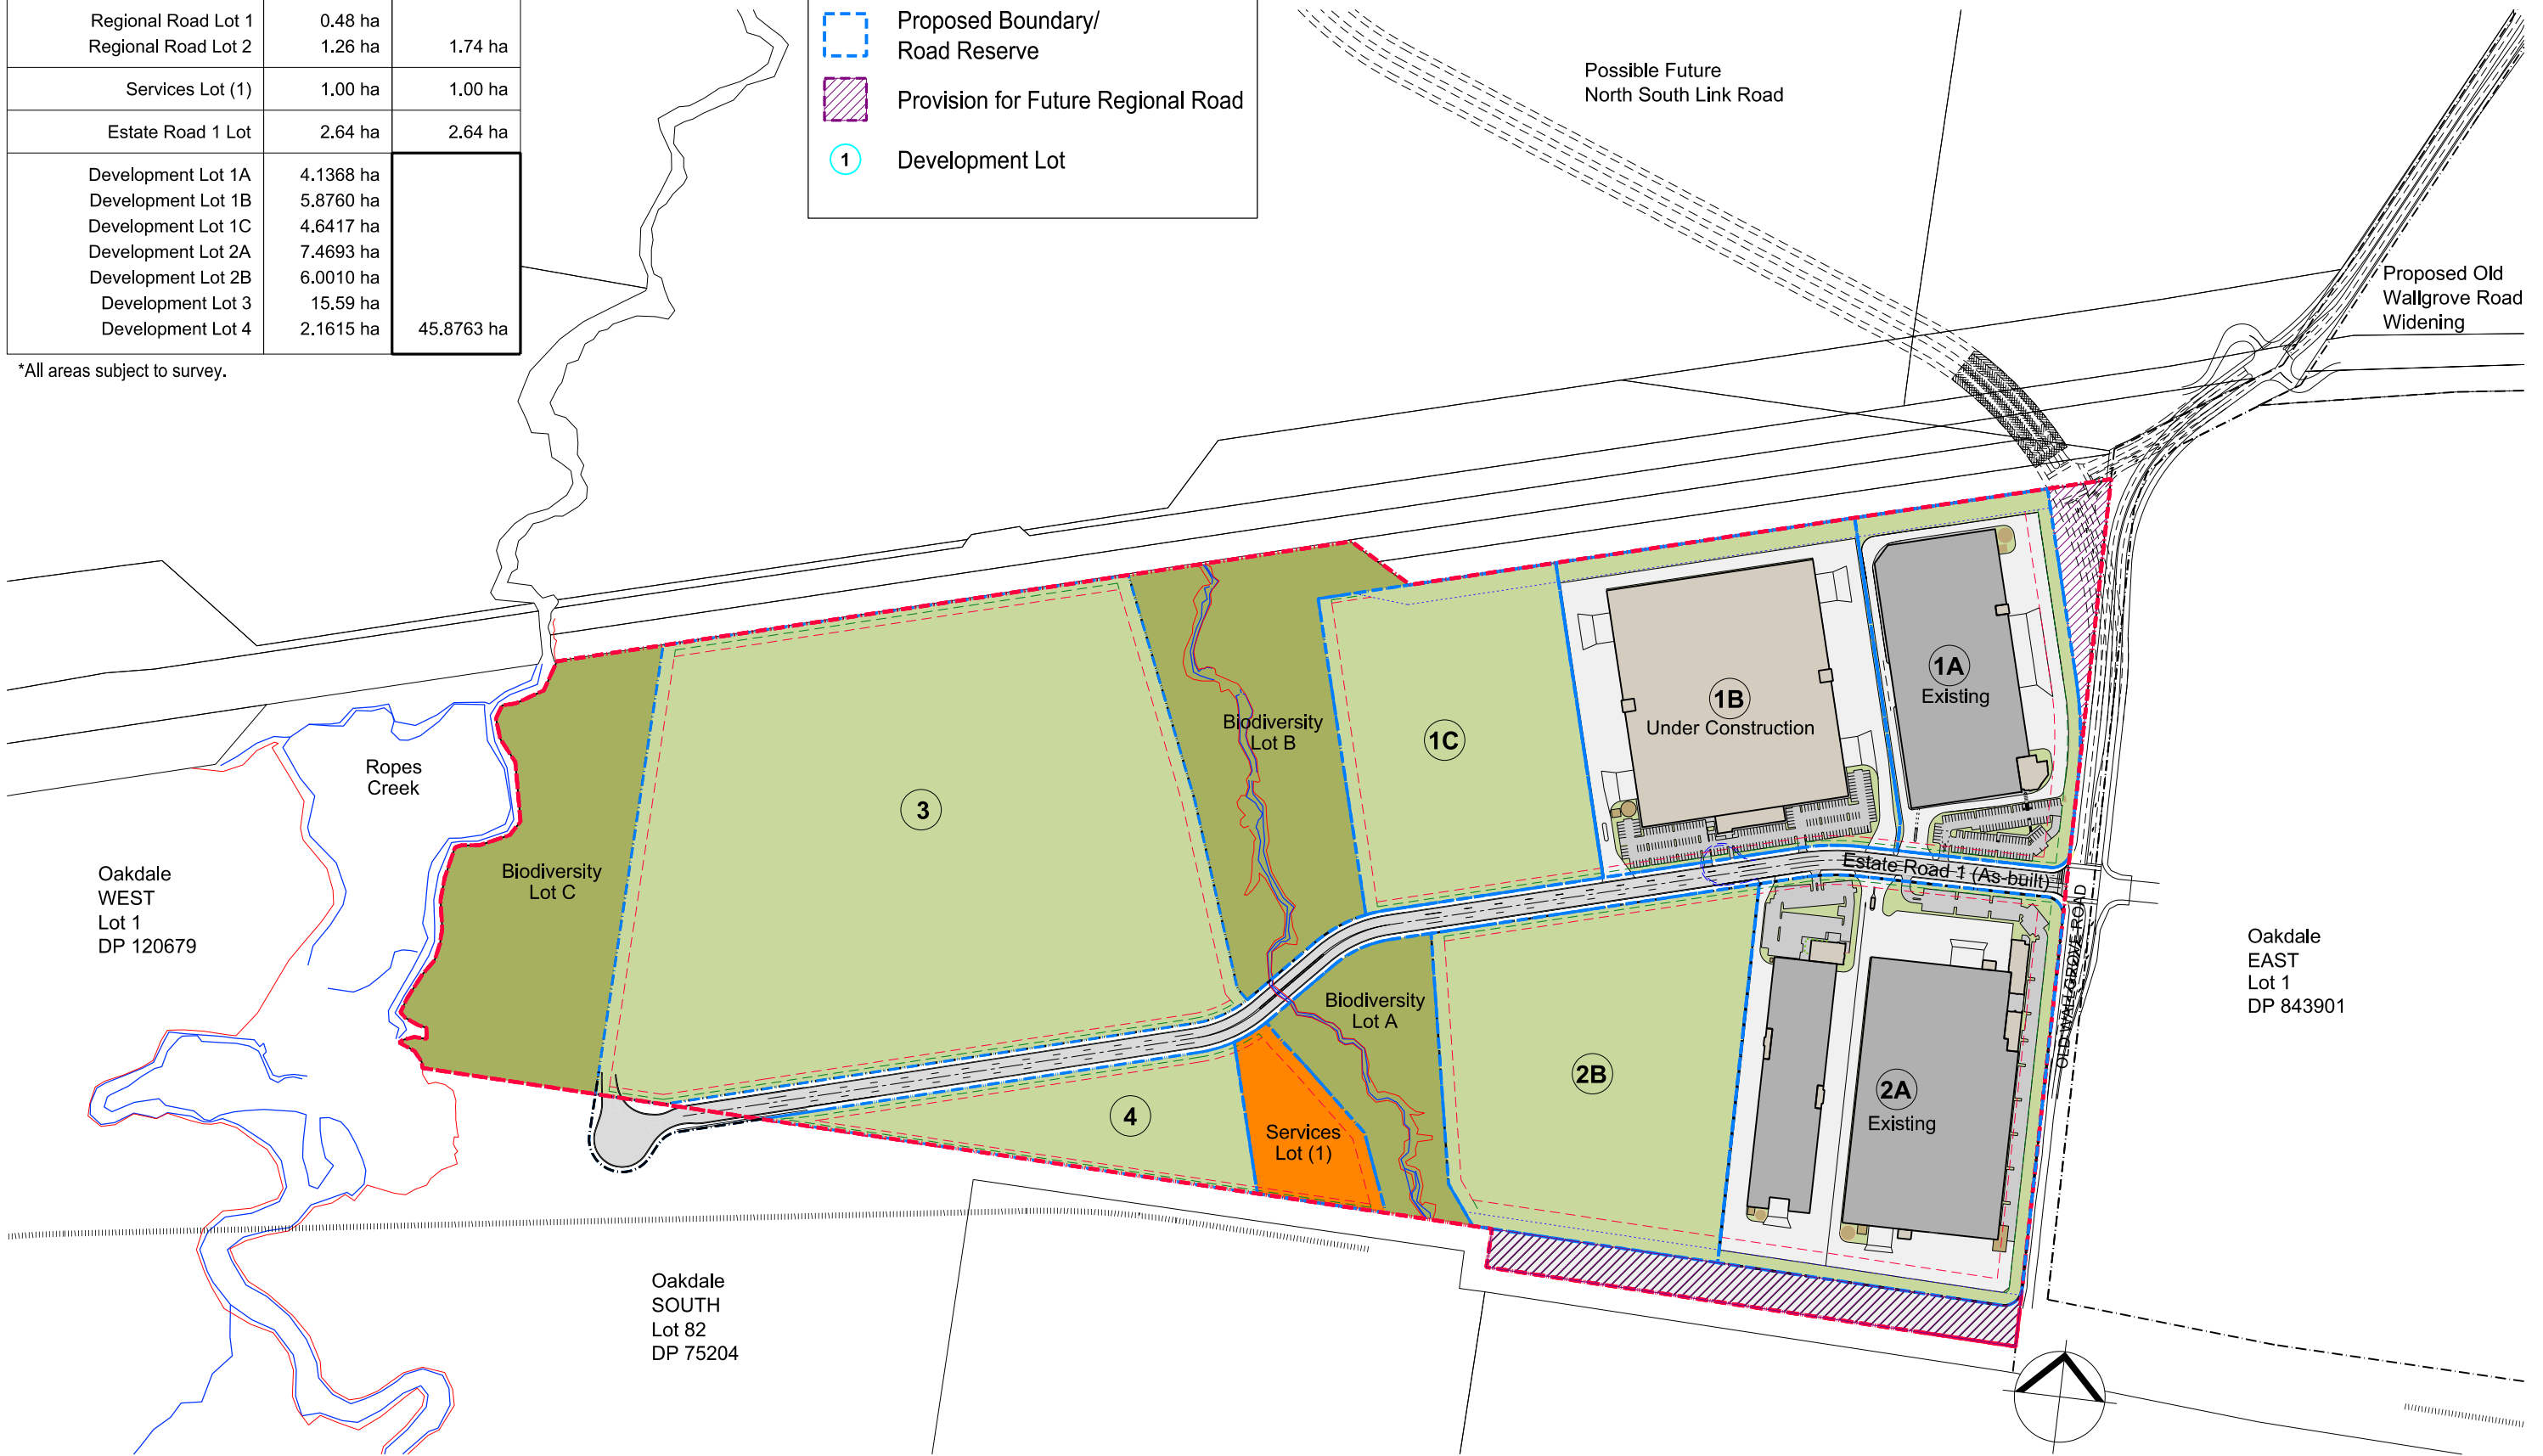 Regional Road Lot 1 0.48 ha
Regional Road Lot 2 1.26 ha 1.74 ha
Services Lot (1) 1.00 ha 1.00 ha
Estate Road 1 Lot 2.64 ha 2.64 ha
Development Lot 1A 4.1368 ha
Development Lot 1B 5.8760 ha
Development Lot 1C 4.6417 ha
Development Lot 2A 7.4693 ha
Development Lot 2B 6.0010 ha
Development Lot 3 15.59 ha
Development Lot 4 2.1615 ha 45.8763 ha
*All areas subject to survey.
Proposed Boundary/
Road Reserve
Provision for Future Regional Road
1 Development Lot
Possible Future
North South Link Road
Proposed Old
Wallgrove Road
Widening
1A
Existing
1B
Under Construction
1C
Biodiversity
Lot B
3
Ropes
Creek
Biodiversity
Lot C
Oakdale
WEST
Lot 1
DP 120679
Estate Road 1 (As-built)
OLD WALLGROVE ROAD
Oakdale
EAST
Lot 1
DP 843901
Biodiversity
Lot A
2B
2A
Existing
4
Services
Lot (1)
Oakdale
SOUTH
Lot 82
DP 75204